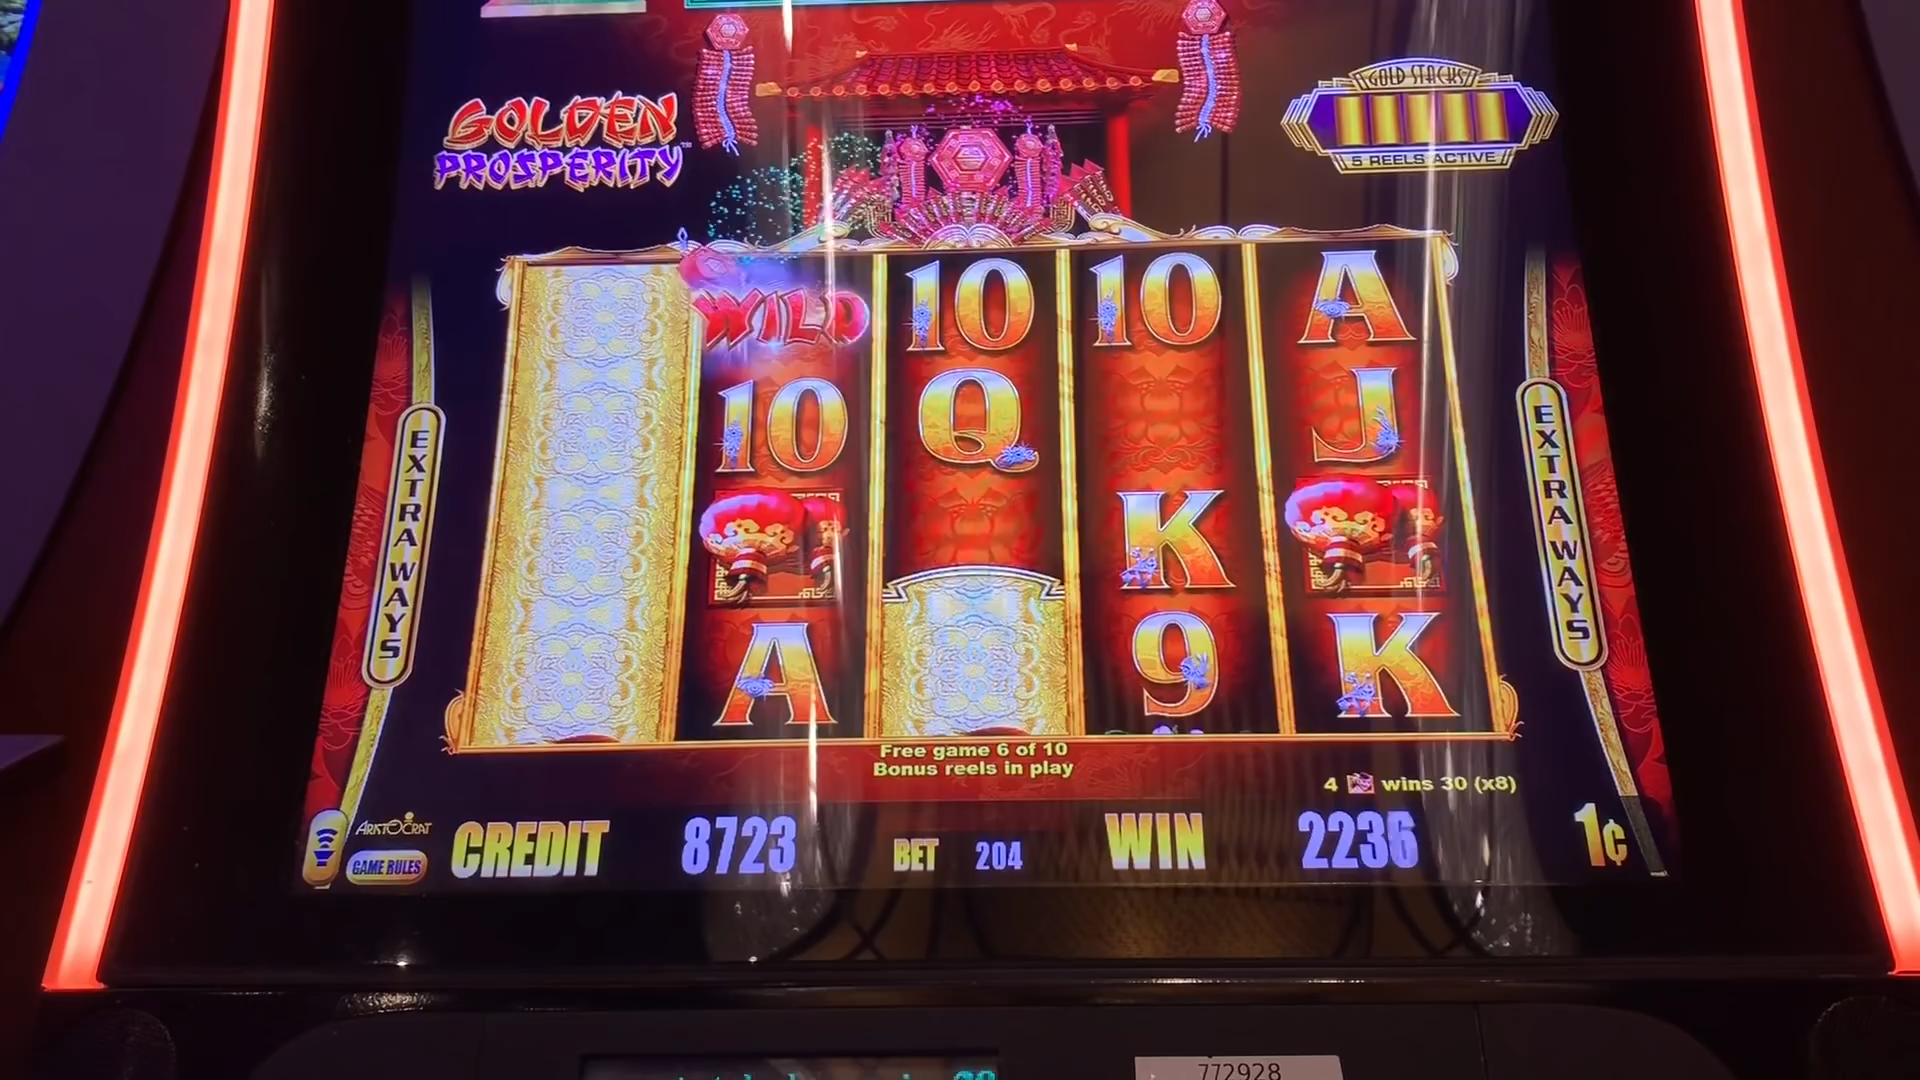 GOLDEN
PROSPERITY™
GOLD STACKS
5 REELS ACTIVE
WILD 10 10 A
10 Q J
K
A 9 K
EXTRA WAYS
EXTRA WAYS
Free game 6 of 10
Bonus reels in play
4 wins 30 (x8)
ARISTOCRAT
GAME RULES
CREDIT 8723 BET 204 WIN 2236 1¢
772928